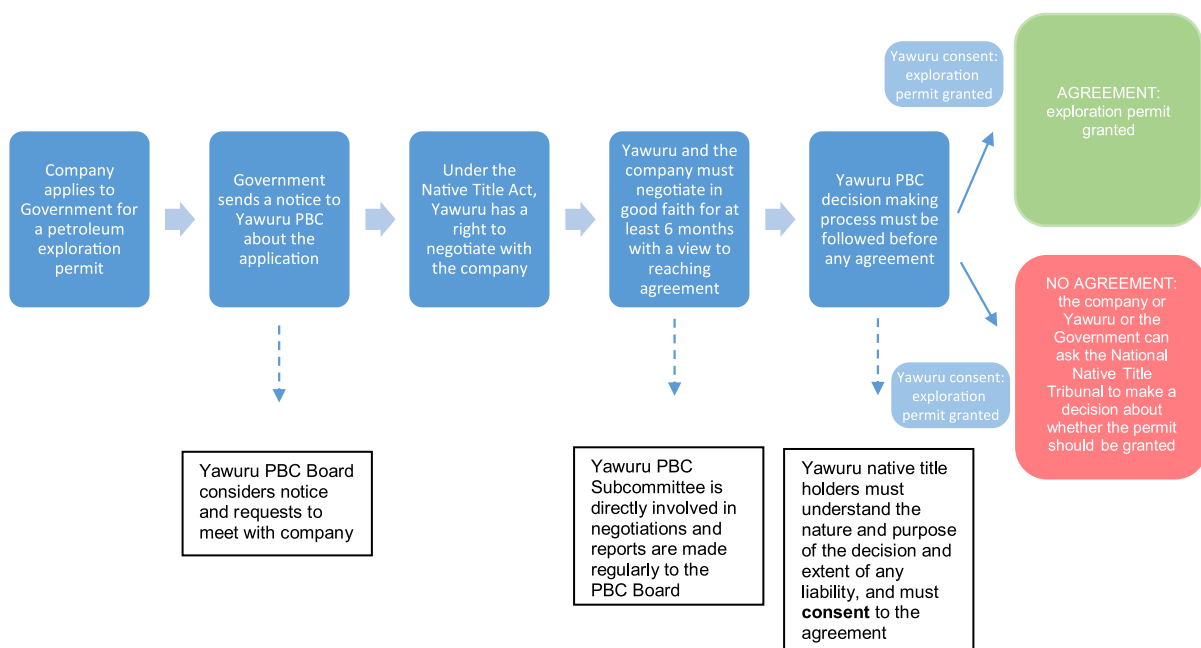 Company
applies to
Government for
a petroleum
exploration
permit
Government
sends a notice to
Yawuru PBC
about the
application
Under the
Native Title Act,
Yawuru has a
right to
negotiate with
the company
Yawuru and the
company must
negotiate in
good faith for at
least 6 months
with a view to
reaching
agreement
Yawuru PBC
decision making
process must be
followed before
any agreement
Yawuru consent:
exploration
permit granted
AGREEMENT:
exploration permit
granted
Yawuru consent:
exploration
permit granted
NO AGREEMENT:
the company or
Yawuru or the
Government can
ask the National
Native Title
Tribunal to make a
decision about
whether the permit
should be granted
Yawuru PBC Board
considers notice
and requests to
meet with company
Yawuru PBC
Subcommittee is
directly involved in
negotiations and
reports are made
regularly to the
PBC Board
Yawuru native title
holders must
understand the
nature and purpose
of the decision and
extent of any
liability, and must
consent to the
agreement